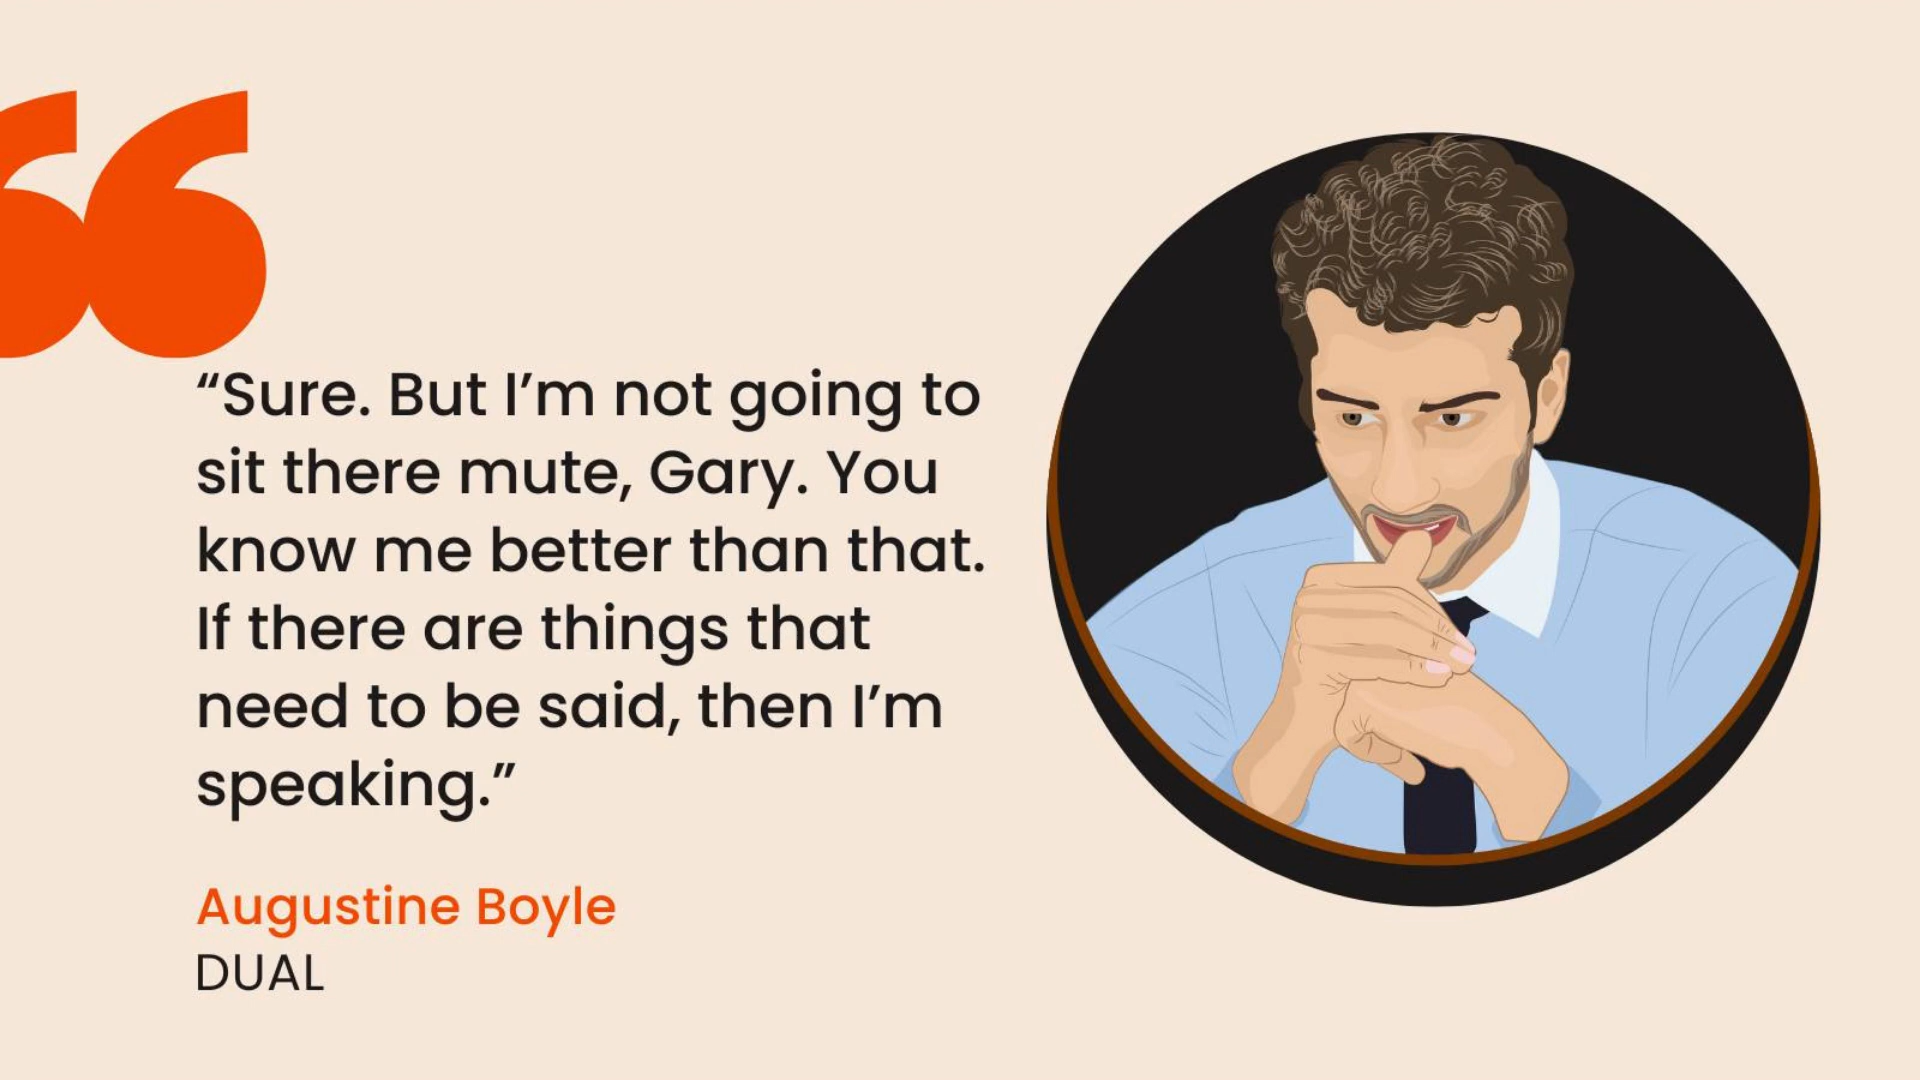 “Sure. But I’m not going to
sit there mute, Gary. You
know me better than that.
If there are things that
need to be said, then I’m
speaking.”
Augustine Boyle
DUAL